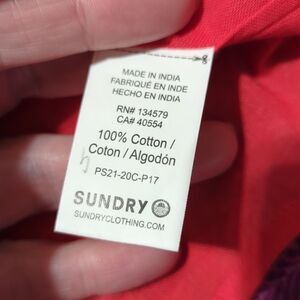 MADE IN INDIA
FABRIQUÉ EN INDE
HECHO EN INDIA
RN# 134579
CA# 40554
100% Cotton /
Coton / Algodón
PS21-20C-P17
SUNDRY
SUNDRYCLOTHING.COM